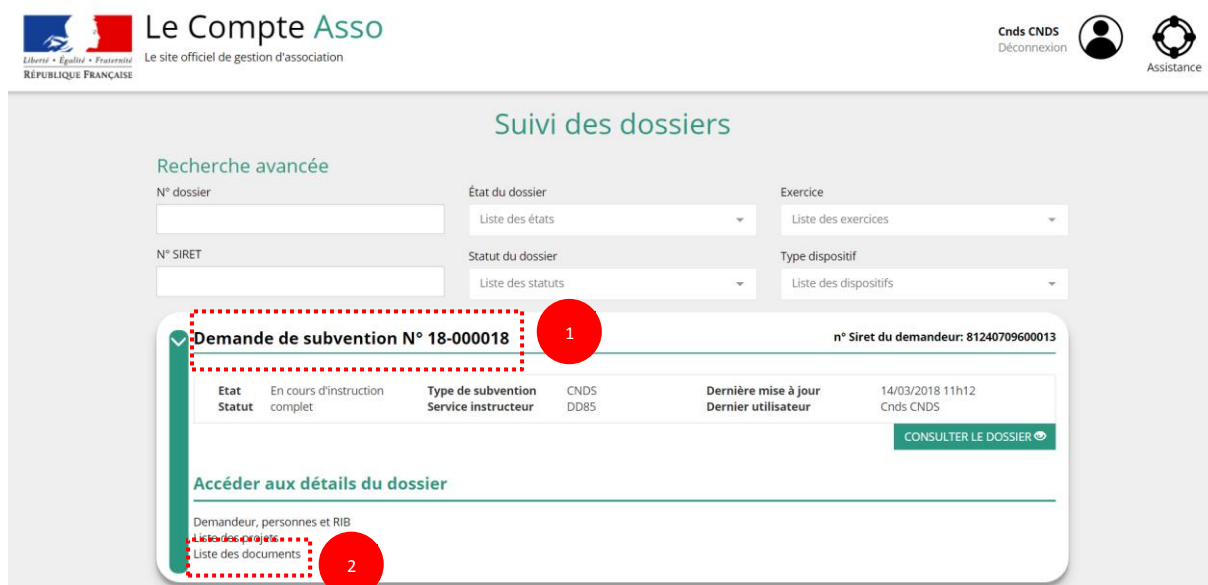 Le Compte Asso
Le site officiel de gestion d'association
Liberté • Égalité • Fraternité
RÉPUBLIQUE FRANÇAISE
Cnds CNDS
Déconnexion
Assistance
Suivi des dossiers
Recherche avancée
N° dossier État du dossier Exercice
Liste des états Liste des exercices
N° SIRET Statut du dossier Type dispositif
Liste des statuts Liste des dispositifs
Demande de subvention N° 18-000018 1 n° Siret du demandeur: 81240709600013
Etat En cours d'instruction Type de subvention CNDS Dernière mise à jour 14/03/2018 11h12
Statut complet Service instructeur DD85 Dernier utilisateur Cnds CNDS
CONSULTER LE DOSSIER
Accéder aux détails du dossier
Demandeur, personnes et RIB
Liste des projets
Liste des documents 2